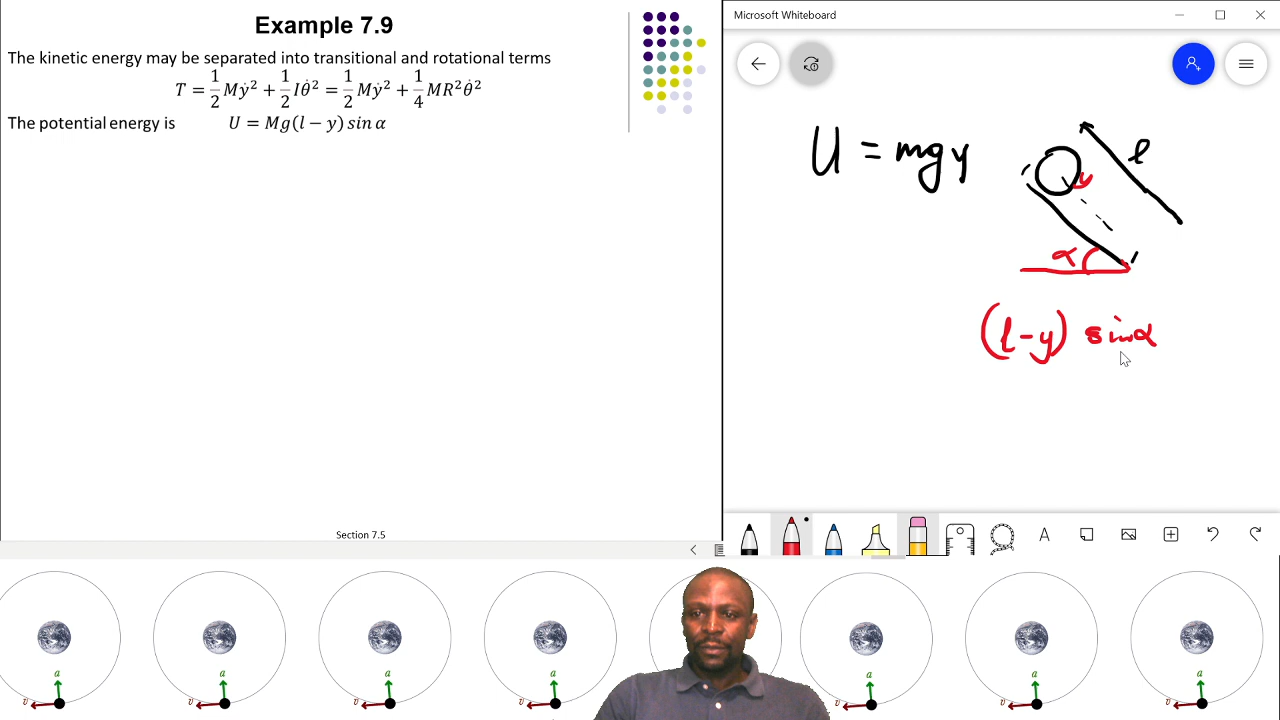 Example 7.9
The kinetic energy may be separated into transitional and rotational terms
T = 1/2 Mẏ² + 1/2 Iθ̇² = 1/2 Mẏ² + 1/4 MR²θ̇²
The potential energy is U = Mg(l − y) sin α
Section 7.5
Microsoft Whiteboard
U = mgy
l
y
α
(l-y) sinα
A
a a a a a a a
v v v v v v v